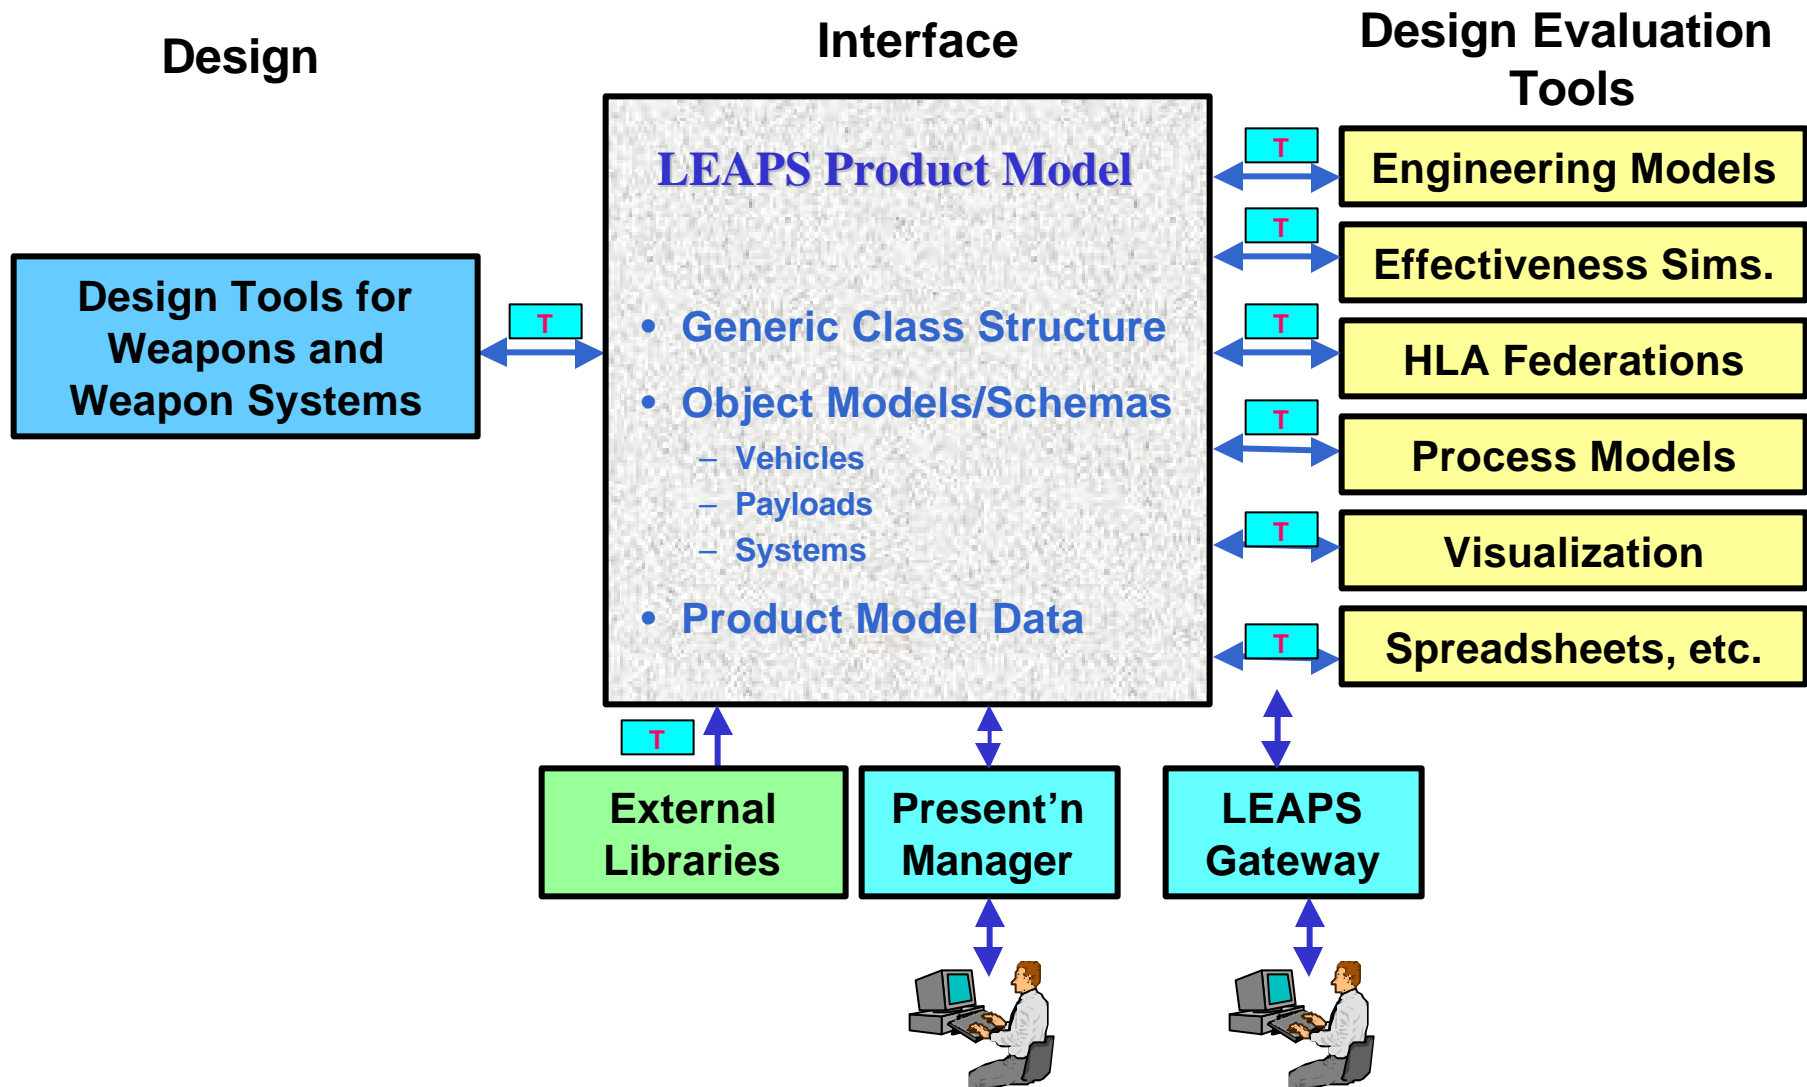 Design
Interface
Design Evaluation
Tools
LEAPS Product Model
• Generic Class Structure
• Object Models/Schemas
– Vehicles
– Payloads
– Systems
• Product Model Data
Design Tools for
Weapons and
Weapon Systems
T
T
Engineering Models
T
Effectiveness Sims.
T
HLA Federations
T
Process Models
T
Visualization
T
Spreadsheets, etc.
T
External
Libraries
Present’n
Manager
LEAPS
Gateway